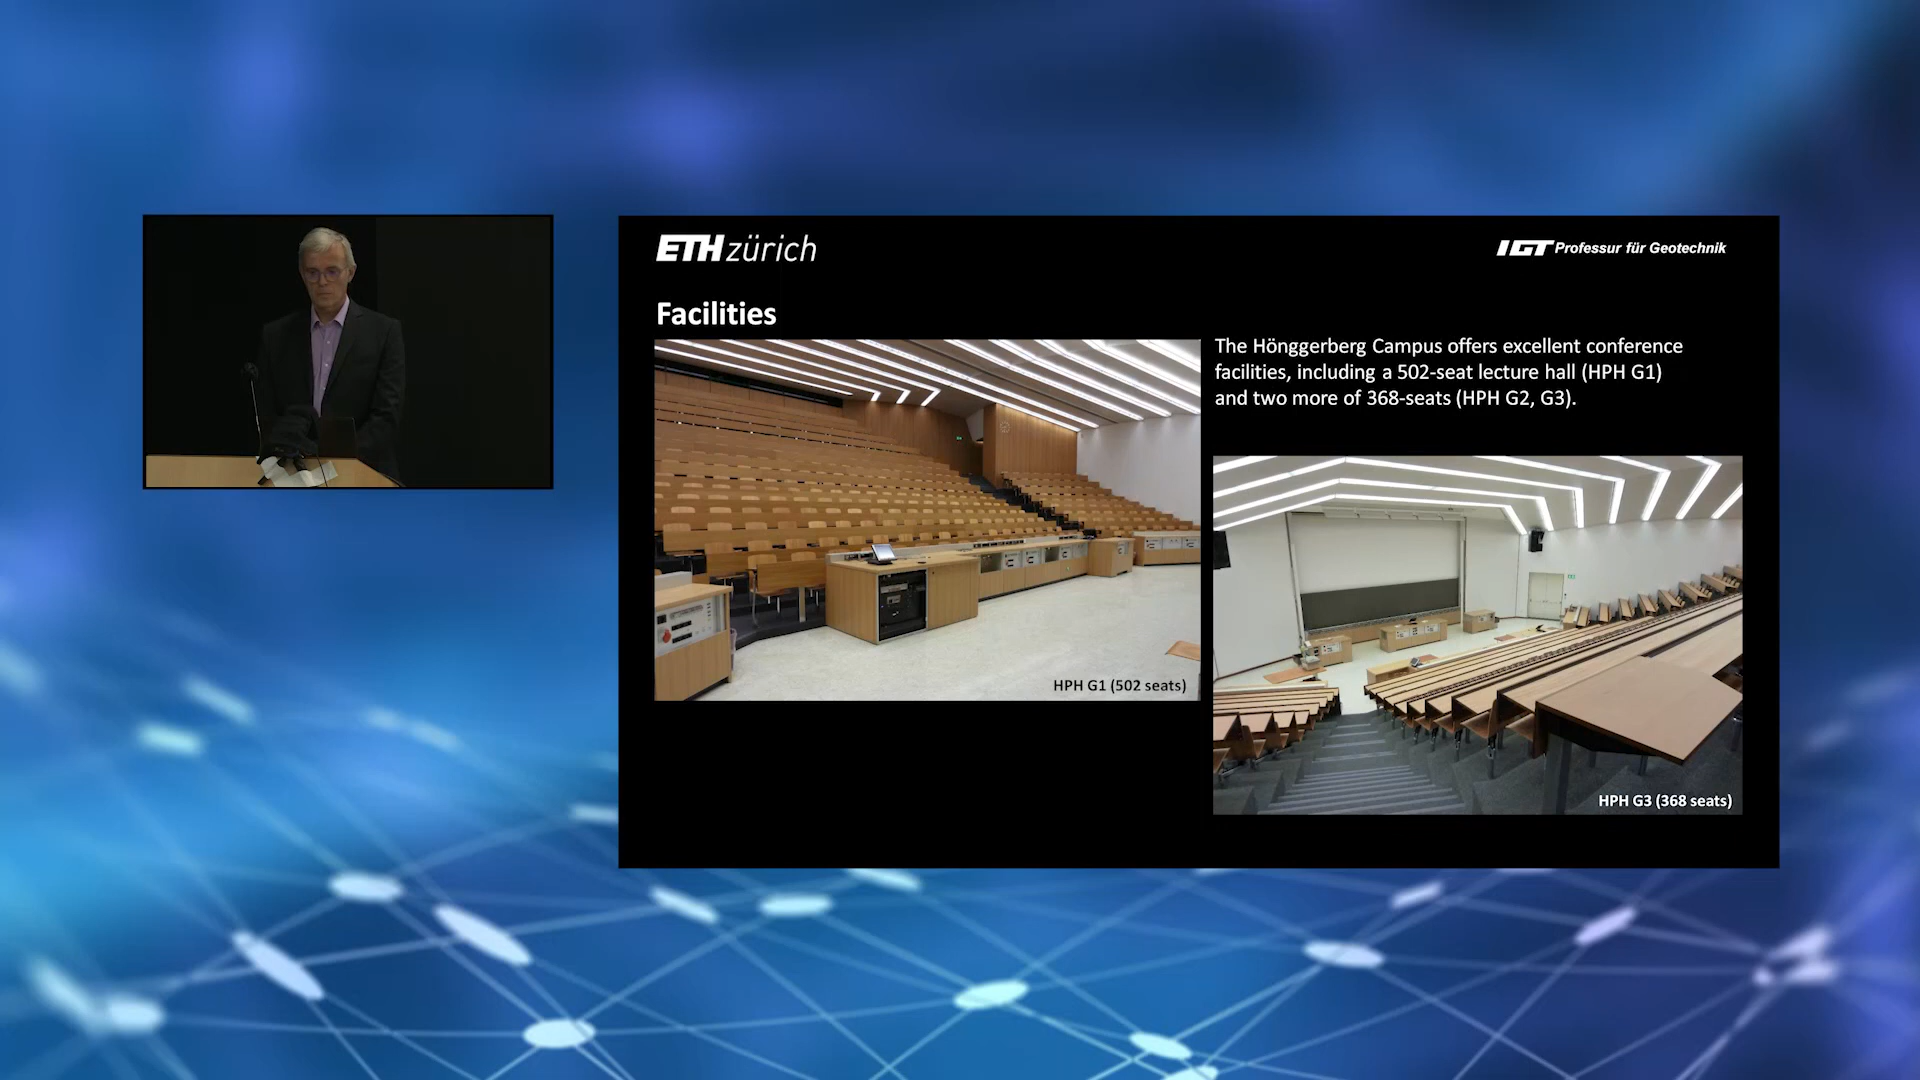 ETH zürich
IGT Professur für Geotechnik
Facilities
The Hönggerberg Campus offers excellent conference
facilities, including a 502-seat lecture hall (HPH G1)
and two more of 368-seats (HPH G2, G3).
HPH G1 (502 seats)
HPH G3 (368 seats)